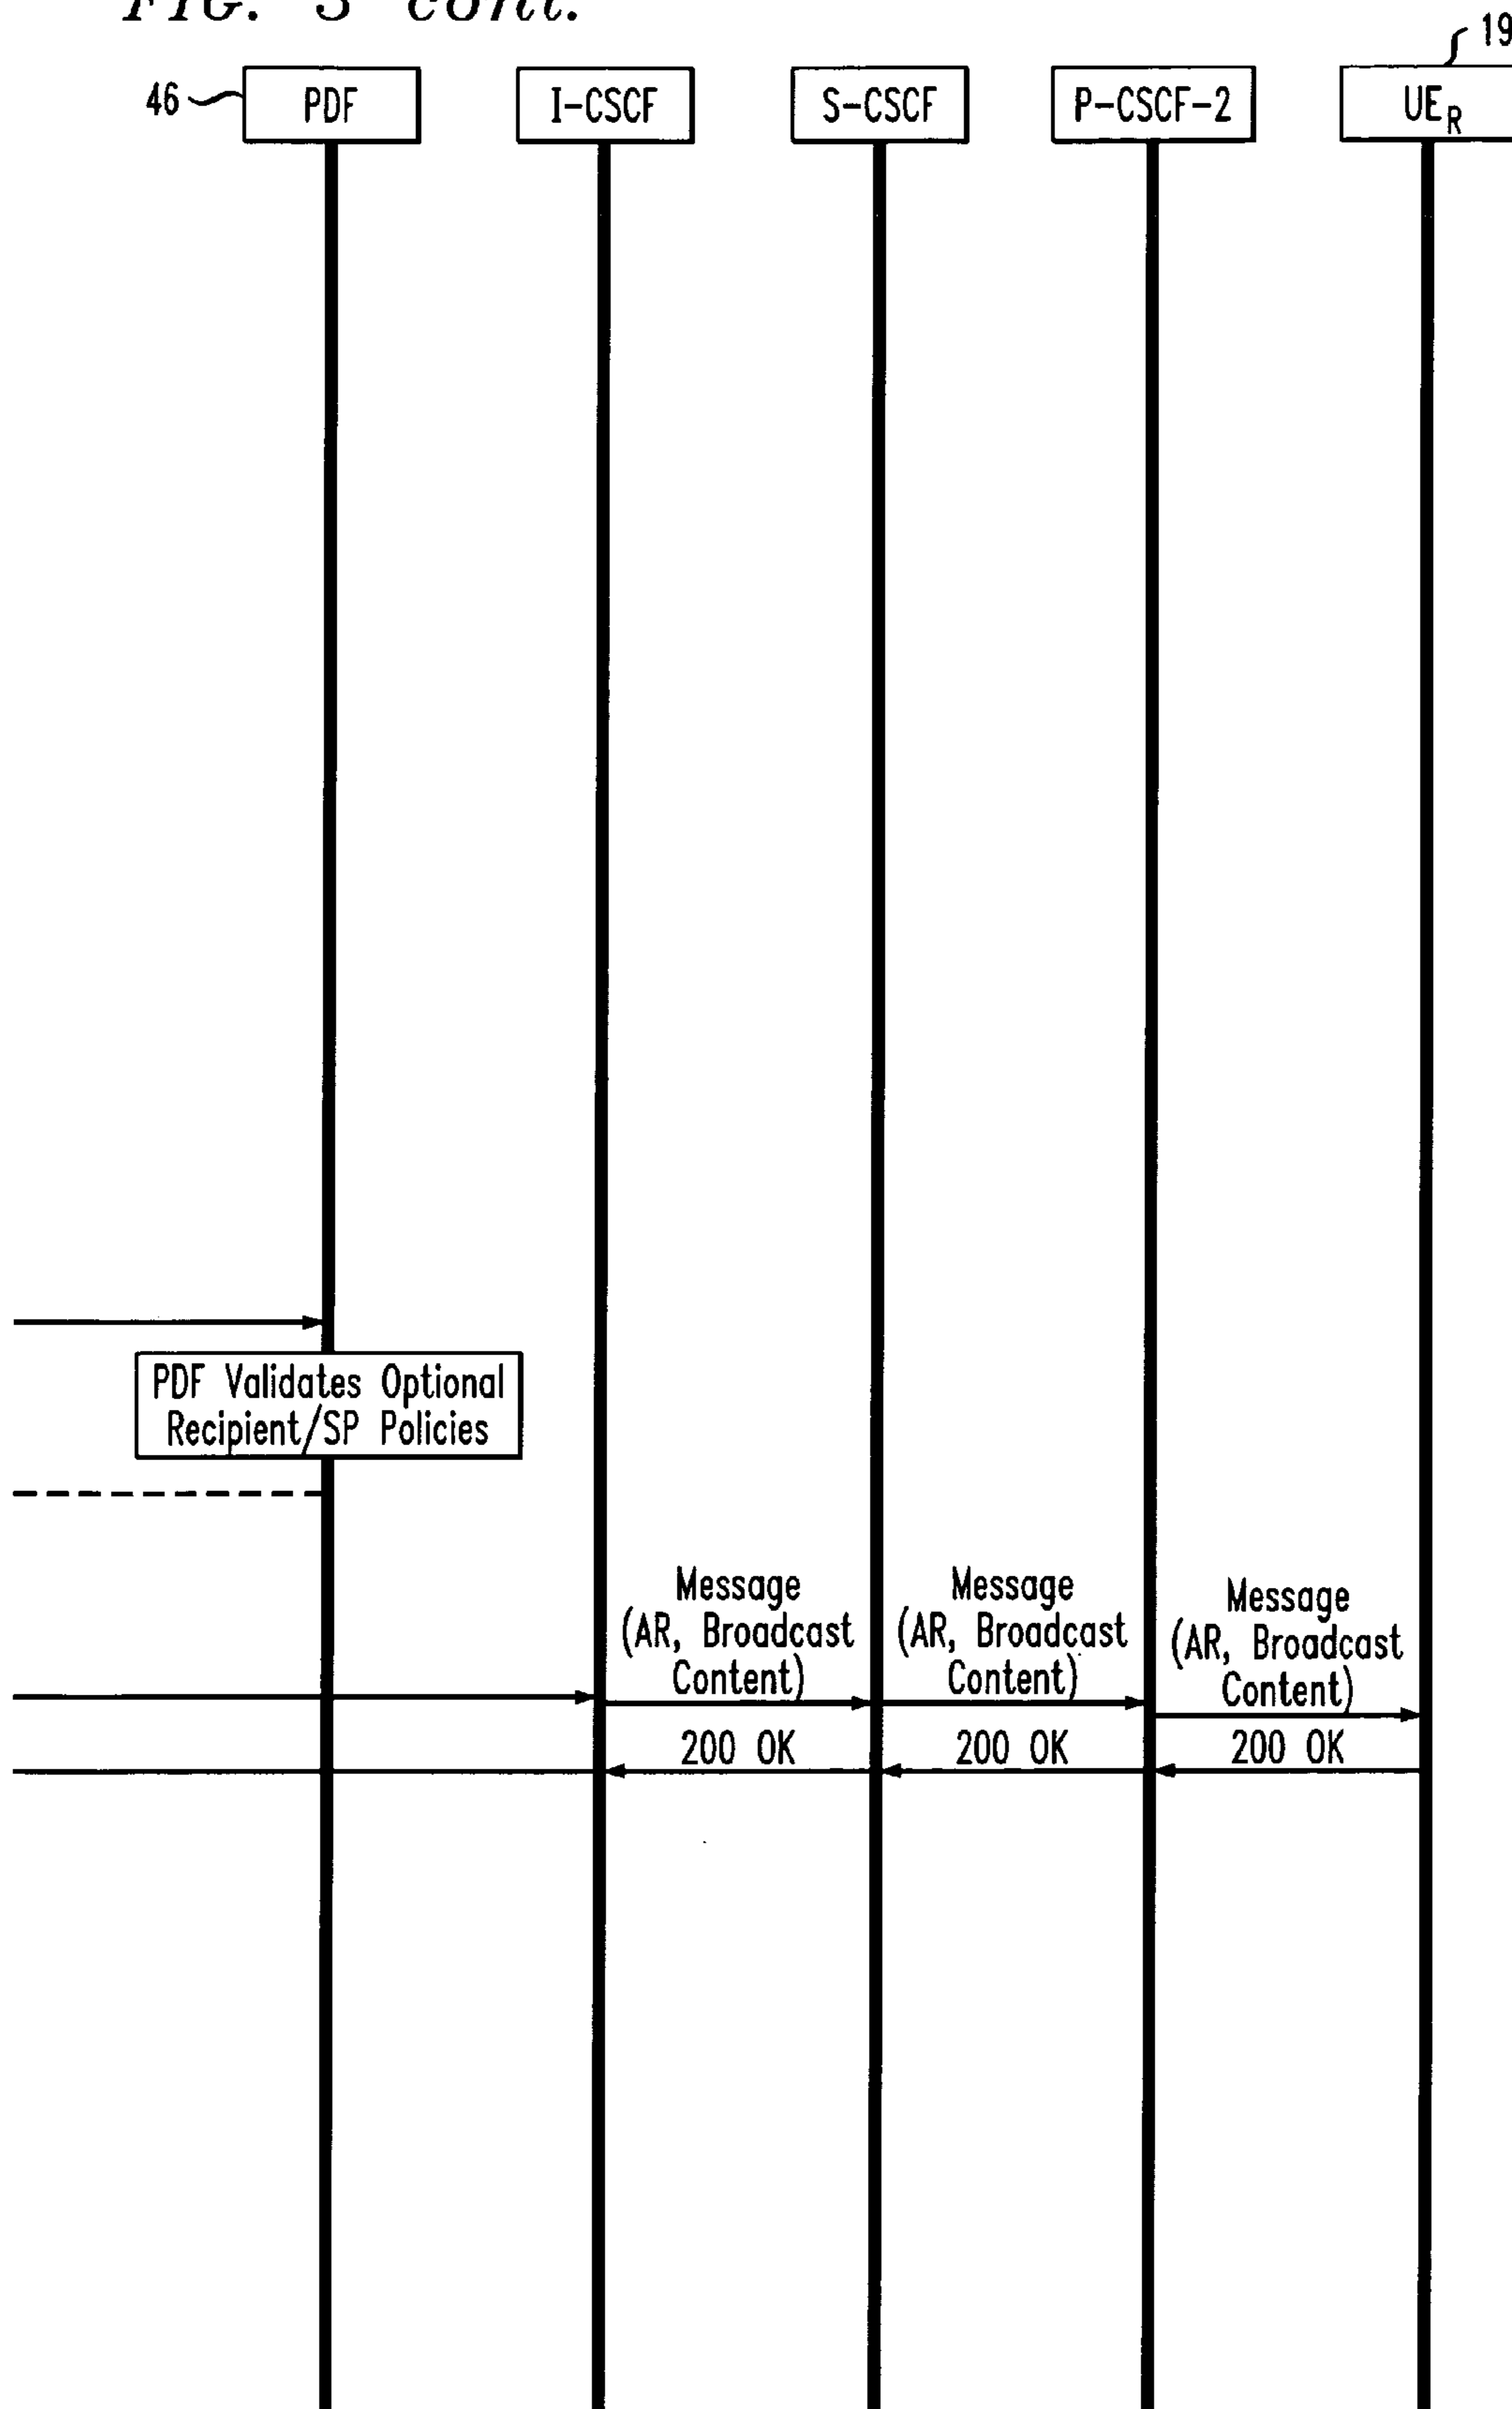 FIG. 3 cont.
19
46
PDF
I-CSCF
S-CSCF
P-CSCF-2
UER
PDF Validates Optional
Recipient/SP Policies
Message
(AR, Broadcast
Content)
Message
(AR, Broadcast
Content)
Message
(AR, Broadcast
Content)
200 OK
200 OK
200 OK